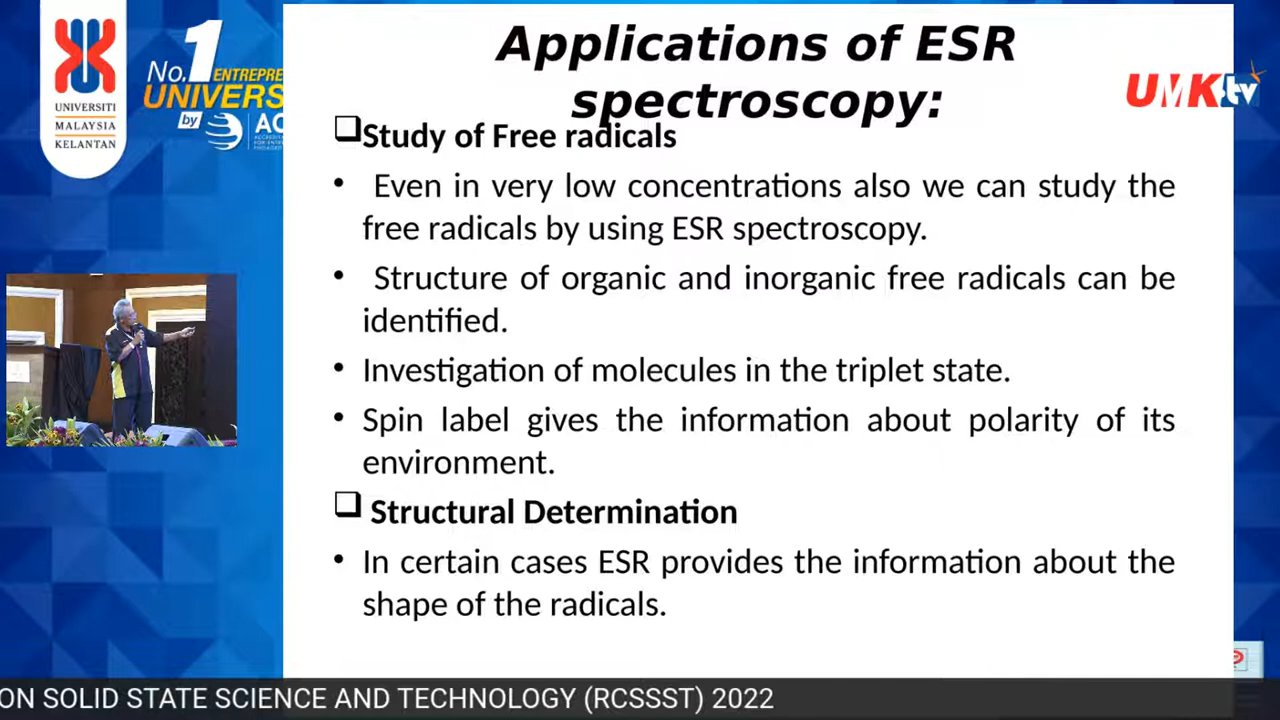 Applications of ESR
spectroscopy:
Study of Free radicals
• Even in very low concentrations also we can study the
free radicals by using ESR spectroscopy.
• Structure of organic and inorganic free radicals can be
identified.
• Investigation of molecules in the triplet state.
• Spin label gives the information about polarity of its
environment.
Structural Determination
• In certain cases ESR provides the information about the
shape of the radicals.
UNIVERSITI
MALAYSIA
KELANTAN
No.1 ENTREPRE
UNIVERS
by AC
UMK tv
ON SOLID STATE SCIENCE AND TECHNOLOGY (RCSSST) 2022